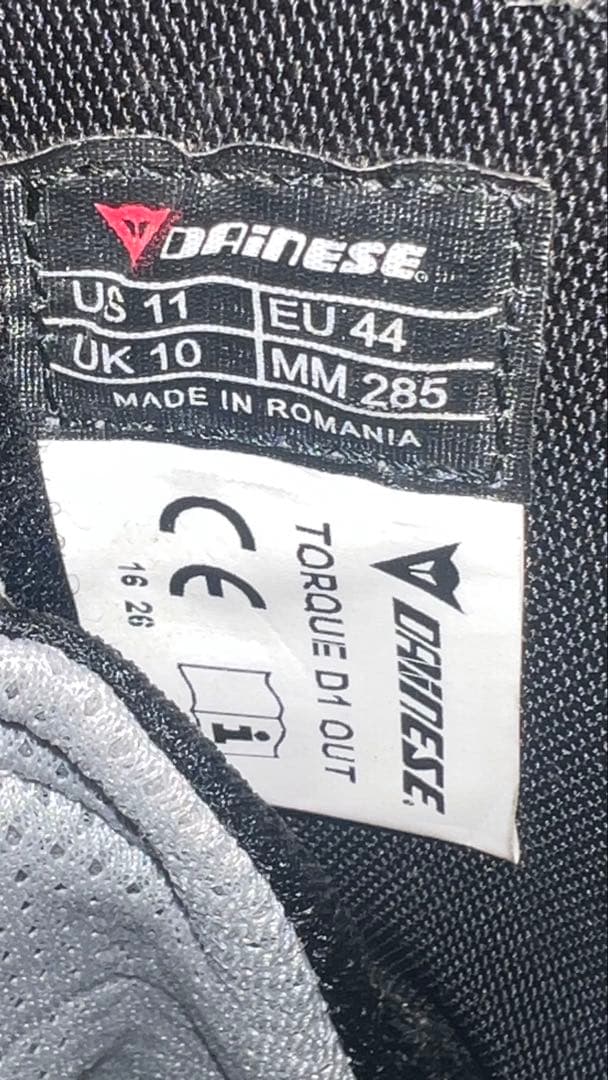 DAINESE
US 11 EU 44
UK 10 MM 285
MADE IN ROMANIA
DAINESE
TORQUE D1 OUT
CE
16 26
i